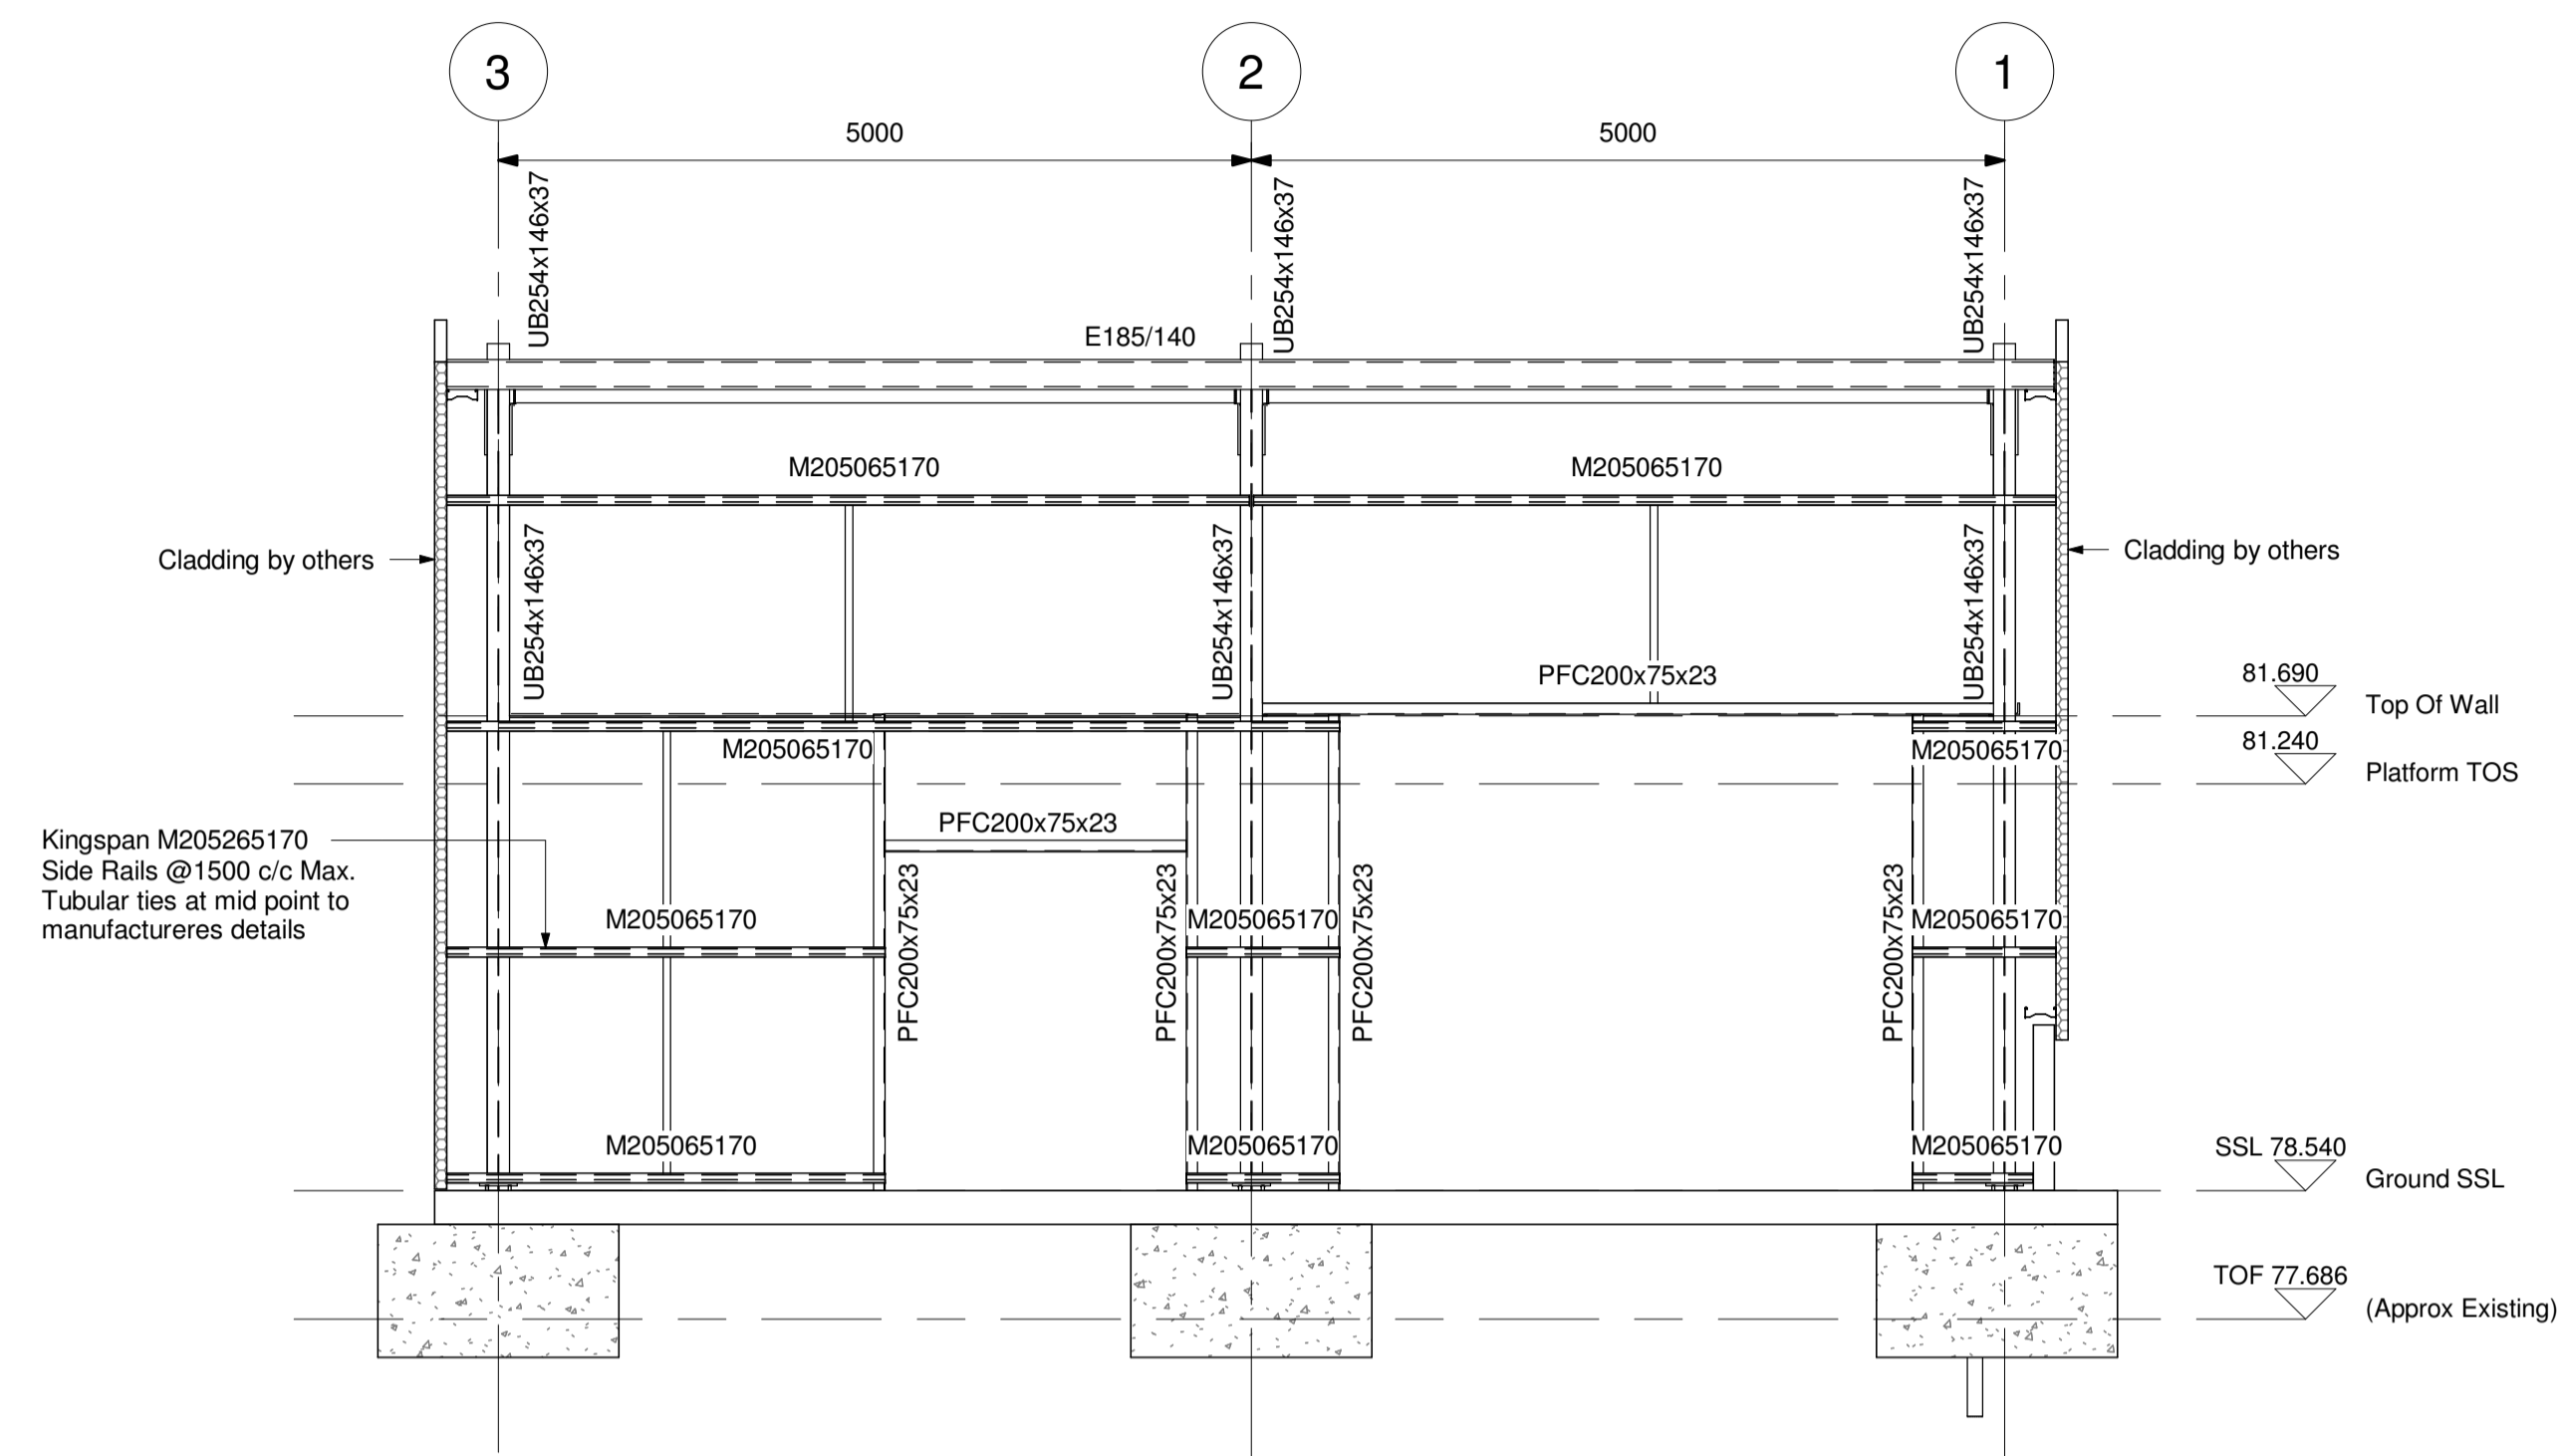 3
2
1
5000
5000
UB254x146x37
UB254x146x37
UB254x146x37
E185/140
M205065170
M205065170
Cladding by others
UB254x146x37
UB254x146x37
UB254x146x37
Cladding by others
PFC200x75x23
81.690
Top Of Wall
M205065170
M205065170
81.240
Platform TOS
PFC200x75x23
Kingspan M205265170
Side Rails @1500 c/c Max.
Tubular ties at mid point to
manufactureres details
M205065170
M205065170
M205065170
PFC200x75x23
PFC200x75x23
PFC200x75x23
PFC200x75x23
M205065170
M205065170
M205065170
SSL 78.540
Ground SSL
TOF 77.686
(Approx Existing)